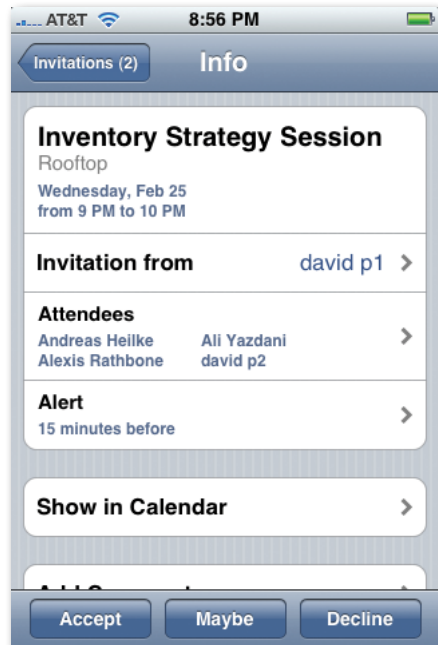 AT&T 8:56 PM
Invitations (2) Info
Inventory Strategy Session
Rooftop
Wednesday, Feb 25
from 9 PM to 10 PM
Invitation from david p1
Attendees
Andreas Heilke Ali Yazdani
Alexis Rathbone david p2
Alert
15 minutes before
Show in Calendar
Accept Maybe Decline